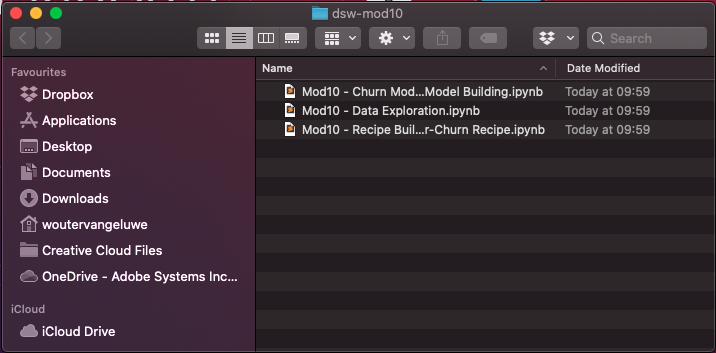 dsw-mod10
Search
Favourites
Dropbox
Applications
Desktop
Documents
Downloads
woutervangeluwe
Creative Cloud Files
OneDrive - Adobe Systems Inc...
iCloud
iCloud Drive
Name Date Modified
Mod10 - Churn Mod...Model Building.ipynb Today at 09:59
Mod10 - Data Exploration.ipynb Today at 09:59
Mod10 - Recipe Buil...r-Churn Recipe.ipynb Today at 09:59